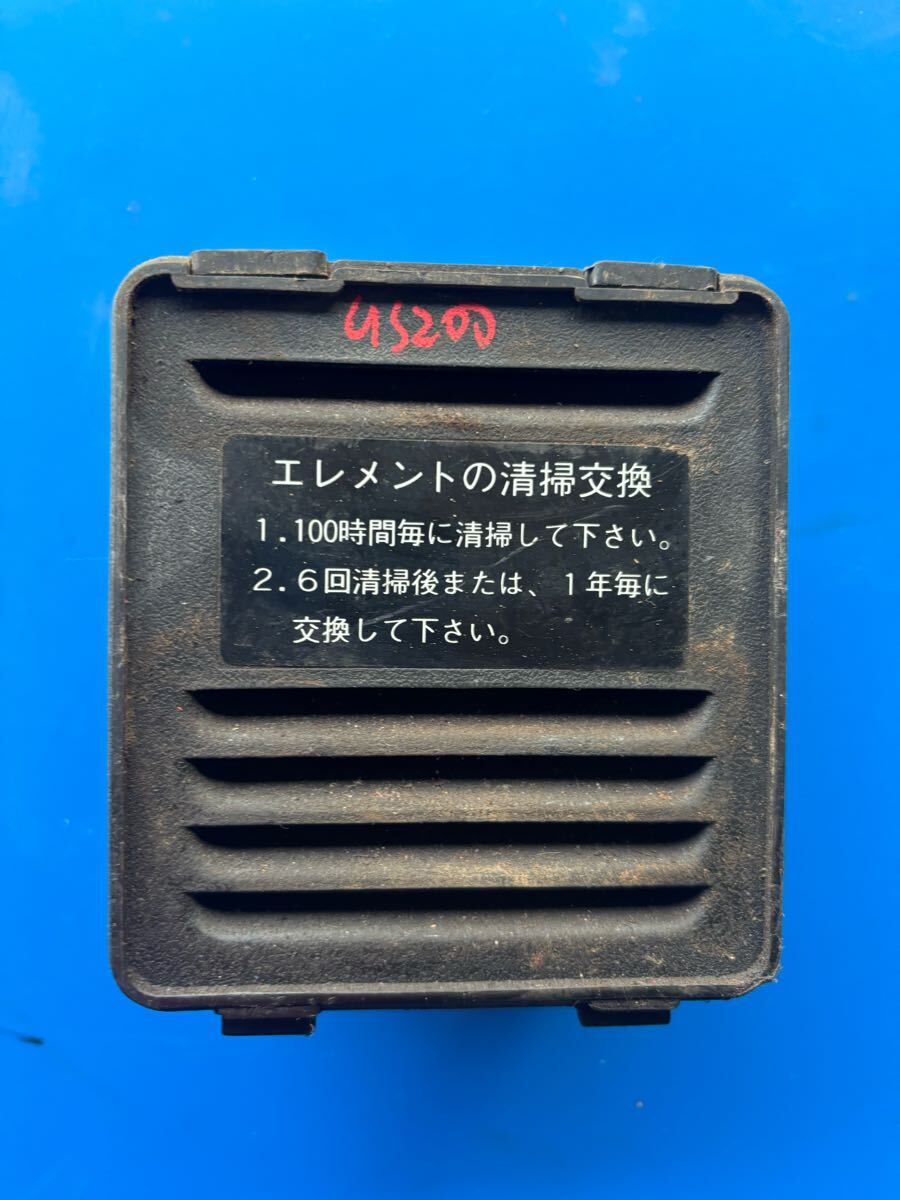 GS200
エレメントの清掃交換
１.100時間毎に清掃して下さい。
２.６回清掃後または、１年毎に
交換して下さい。